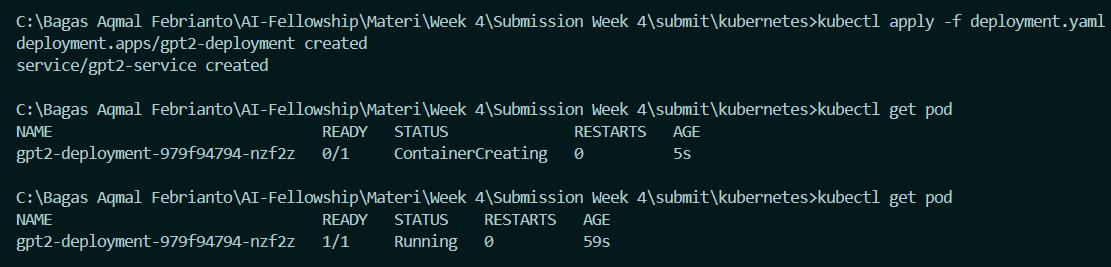 C:\Bagas Aqmal Febrianto\AI-Fellowship\Materi\Week 4\Submission Week 4\submit\kubernetes>kubectl apply -f deployment.yaml
deployment.apps/gpt2-deployment created
service/gpt2-service created
C:\Bagas Aqmal Febrianto\AI-Fellowship\Materi\Week 4\Submission Week 4\submit\kubernetes>kubectl get pod
NAME READY STATUS RESTARTS AGE
gpt2-deployment-979f94794-nzf2z 0/1 ContainerCreating 0 5s
C:\Bagas Aqmal Febrianto\AI-Fellowship\Materi\Week 4\Submission Week 4\submit\kubernetes>kubectl get pod
NAME READY STATUS RESTARTS AGE
gpt2-deployment-979f94794-nzf2z 1/1 Running 0 59s